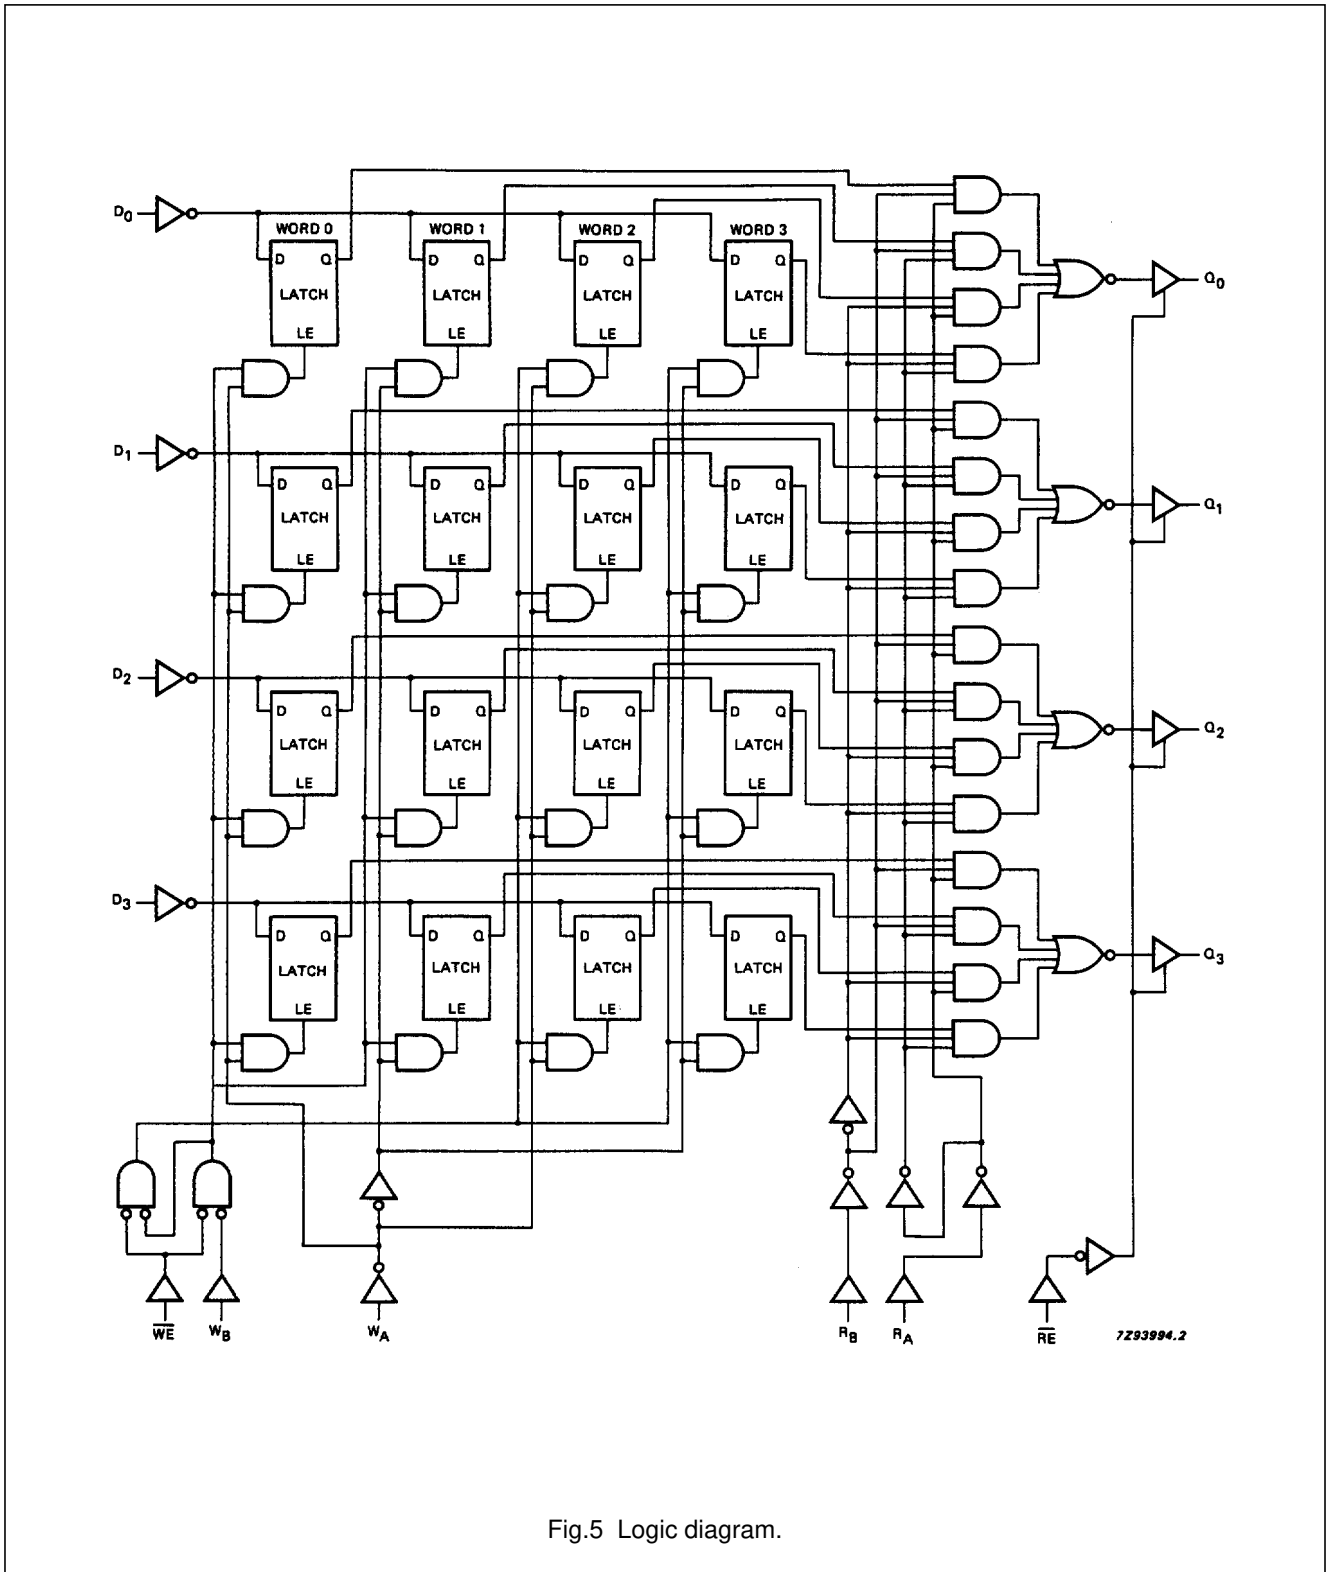 D0
WORD 0 WORD 1 WORD 2 WORD 3
D Q D Q D Q D Q
Q0
LATCH LATCH LATCH LATCH
LE LE LE LE
D1
D Q D Q D Q D Q
Q1
LATCH LATCH LATCH LATCH
LE LE LE LE
D2
D Q D Q D Q D Q
Q2
LATCH LATCH LATCH LATCH
LE LE LE LE
D3
D Q D Q D Q D Q
Q3
LATCH LATCH LATCH LATCH
LE LE LE LE
W̅E̅ WB WA RB RA R̅E̅ 7Z93994.2
Fig.5 Logic diagram.